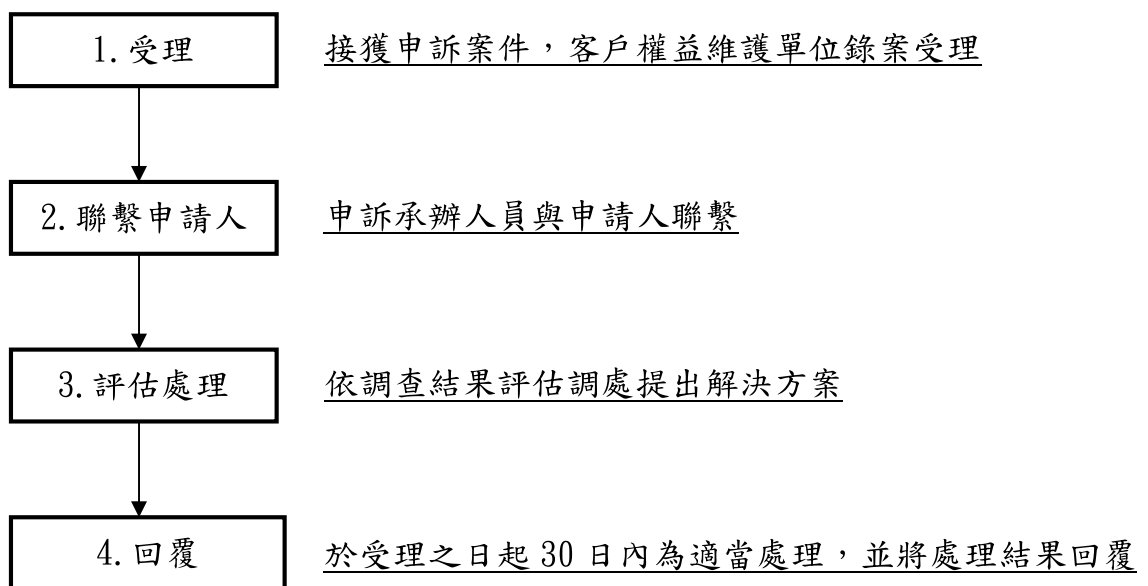 1.受理
接獲申訴案件，客戶權益維護單位錄案受理
2.聯繫申請人
申訴承辦人員與申請人聯繫
3.評估處理
依調查結果評估調處提出解決方案
4.回覆
於受理之日起 30 日內為適當處理，並將處理結果回覆